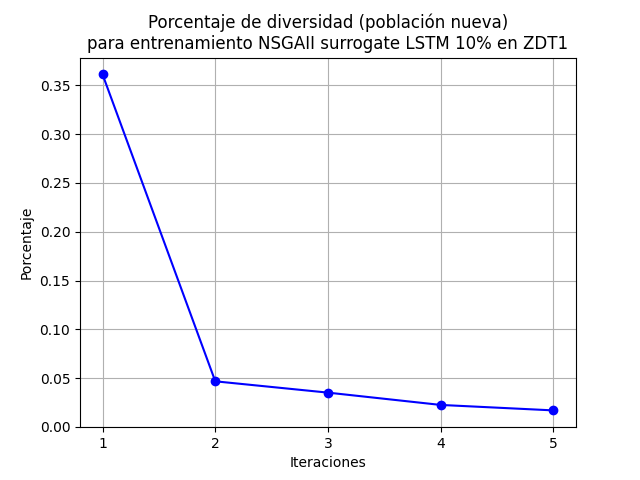 Porcentaje de diversidad (población nueva)
para entrenamiento NSGAII surrogate LSTM 10% en ZDT1
0.35
0.30
0.25
0.20
0.15
0.10
0.05
0.00
Porcentaje
1 2 3 4 5
Iteraciones